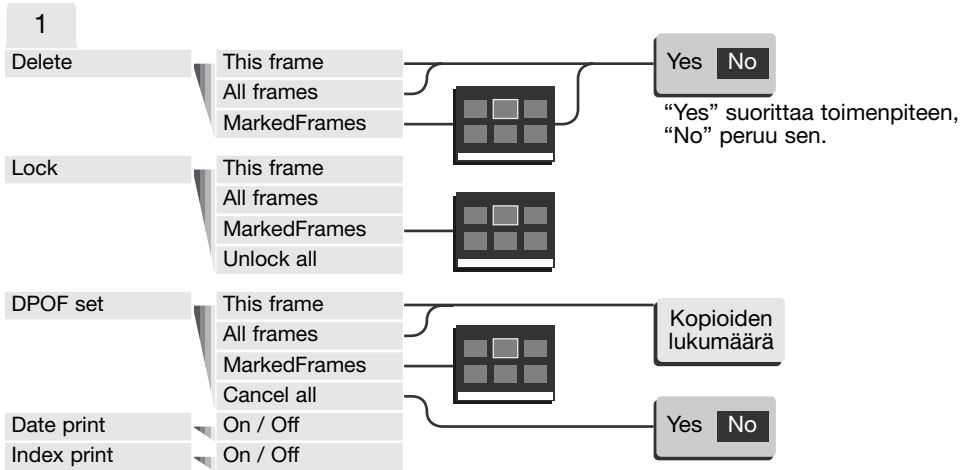 1
Delete
This frame
All frames
MarkedFrames
Yes No
“Yes” suorittaa toimenpiteen,
“No” peruu sen.
Lock
This frame
All frames
MarkedFrames
Unlock all
DPOF set
This frame
All frames
MarkedFrames
Cancel all
Kopioiden
lukumäärä
Yes No
Date print
On / Off
Index print
On / Off